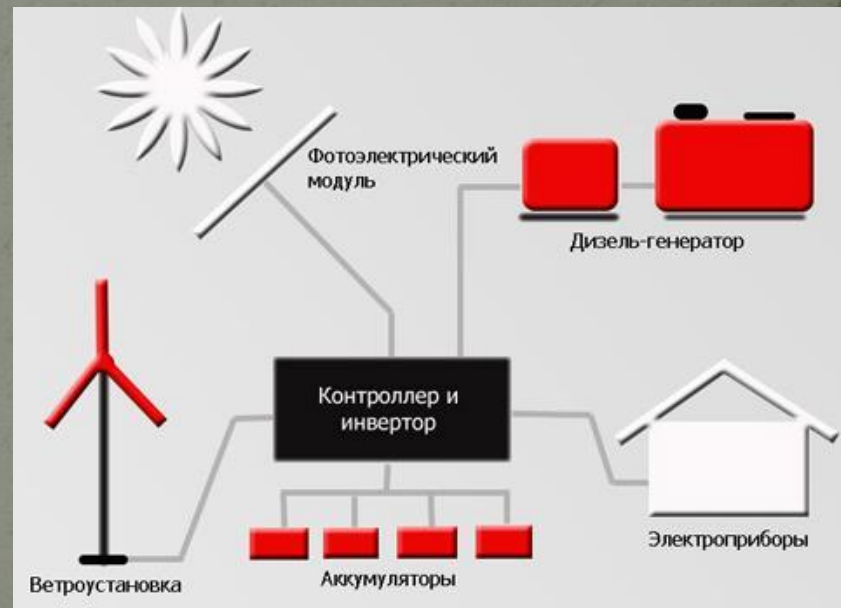 Фотоэлектрический
модуль
Дизель-генератор
Контроллер и
инвертор
Электроприборы
Аккумуляторы
Ветроустановка